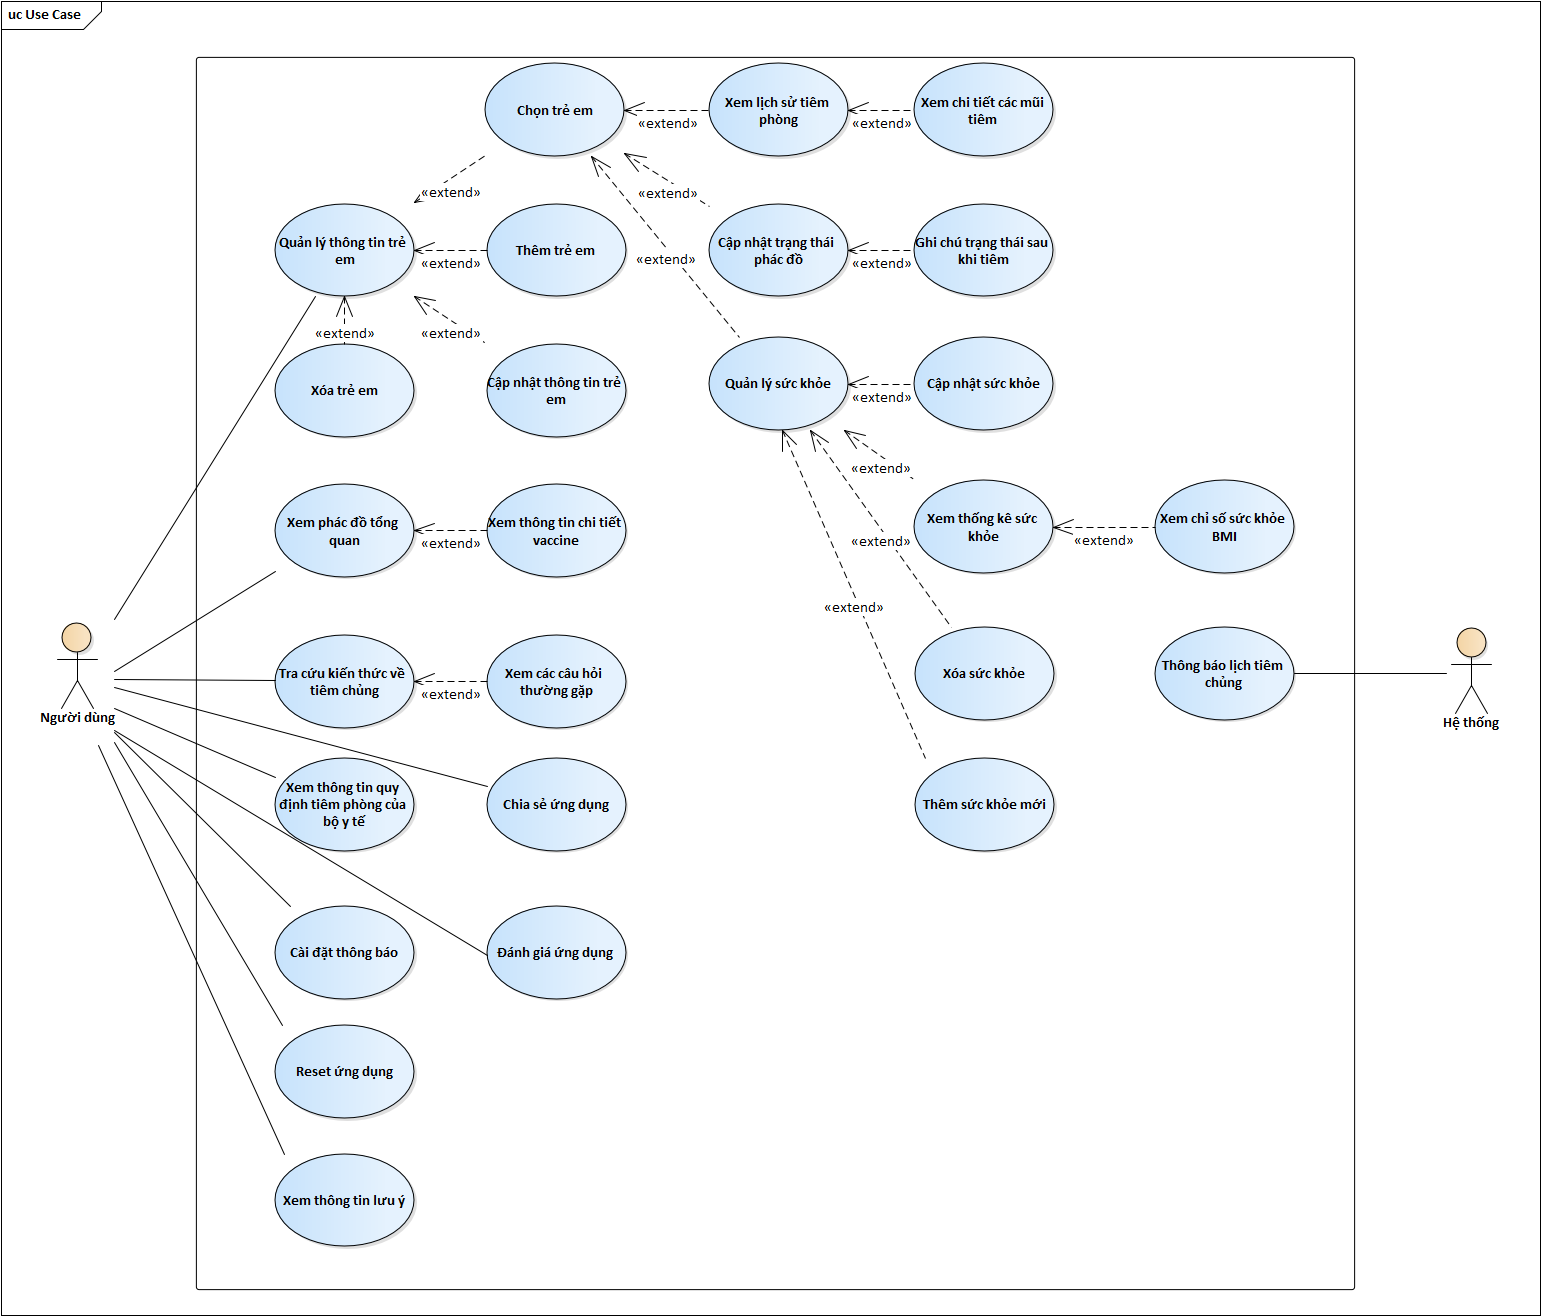 uc Use Case
Chọn trẻ em
«extend»
Xem lịch sử tiêm
phòng
«extend»
Xem chi tiết các mũi
tiêm
«extend»
«extend»
Quản lý thông tin trẻ
em
«extend»
Thêm trẻ em
«extend»
Cập nhật trạng thái
phác đồ
«extend»
Ghi chú trạng thái sau
khi tiêm
«extend»
«extend»
Xóa trẻ em
Cập nhật thông tin trẻ
em
Quản lý sức khỏe
«extend»
Cập nhật sức khỏe
«extend»
Xem phác đồ tổng
quan
«extend»
Xem thông tin chi tiết
vaccine
«extend»
Xem thống kê sức
khỏe
«extend»
Xem chỉ số sức khỏe
BMI
«extend»
Người dùng
Tra cứu kiến thức về
tiêm chủng
«extend»
Xem các câu hỏi
thường gặp
Xóa sức khỏe
Thông báo lịch tiêm
chủng
Hệ thống
Xem thông tin quy
định tiêm phòng của
bộ y tế
Chia sẻ ứng dụng
Thêm sức khỏe mới
Cài đặt thông báo
Đánh giá ứng dụng
Reset ứng dụng
Xem thông tin lưu ý